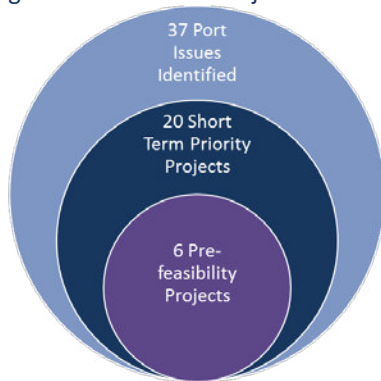 37 Port
Issues
Identified
20 Short
Term Priority
Projects
6 Pre-
feasibility
Projects